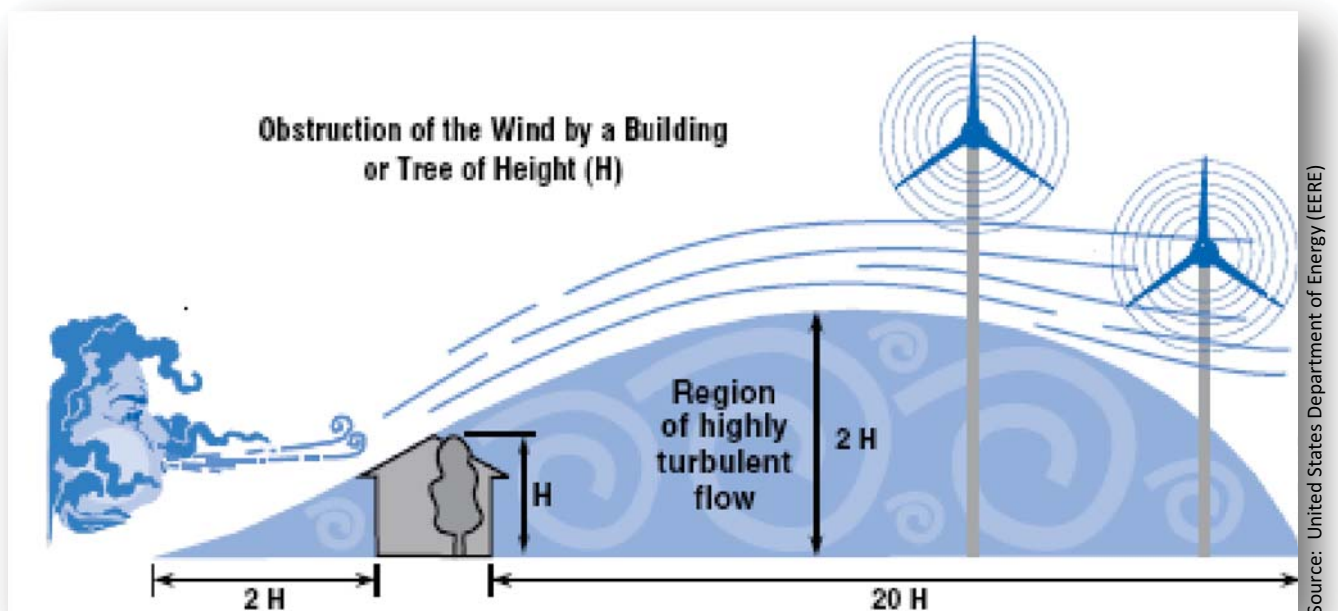 Obstruction of the Wind by a Building
or Tree of Height (H)
Region
of highly
turbulent
flow
2 H
H
2 H
20 H
Source: United States Department of Energy (EERE)